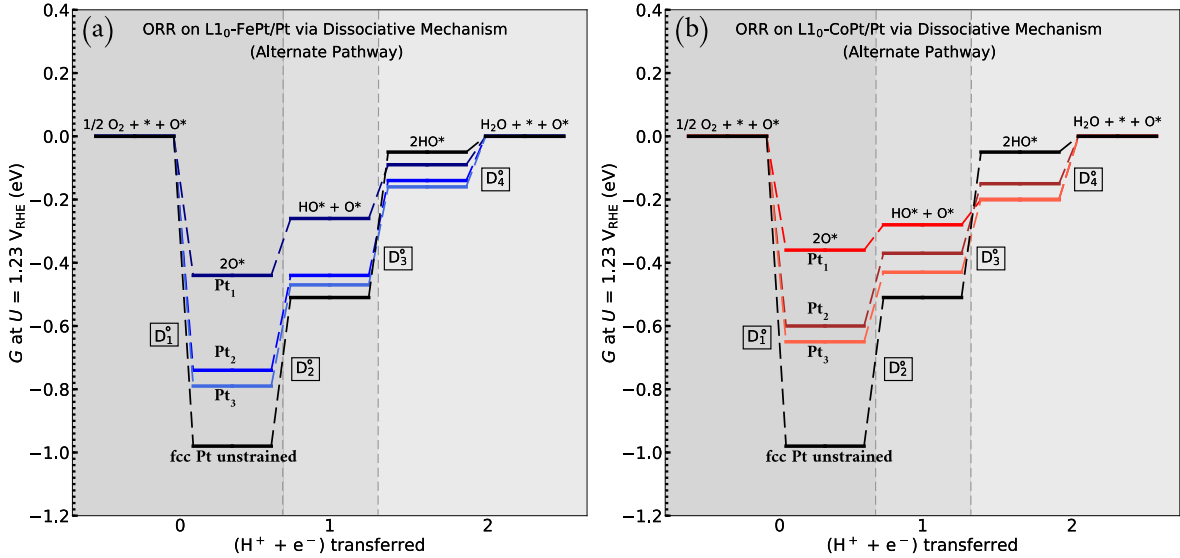 (a)
ORR on L1₀-FePt/Pt via Dissociative Mechanism
(Alternate Pathway)
G at U = 1.23 V_RHE (eV)
0.4
0.2
0.0
−0.2
−0.4
−0.6
−0.8
−1.0
−1.2
1/2 O₂ + * + O*
2O*
Pt₁
HO* + O*
2HO*
H₂O + * + O*
D₄°
D₃°
D₁°
Pt₂
D₂°
Pt₃
fcc Pt unstrained
0 1 2
(H⁺ + e⁻) transferred
(b)
ORR on L1₀-CoPt/Pt via Dissociative Mechanism
(Alternate Pathway)
G at U = 1.23 V_RHE (eV)
0.4
0.2
0.0
−0.2
−0.4
−0.6
−0.8
−1.0
−1.2
1/2 O₂ + * + O*
2O*
Pt₁
HO* + O*
2HO*
H₂O + * + O*
D₄°
D₃°
D₁°
Pt₂
Pt₃
D₂°
fcc Pt unstrained
0 1 2
(H⁺ + e⁻) transferred